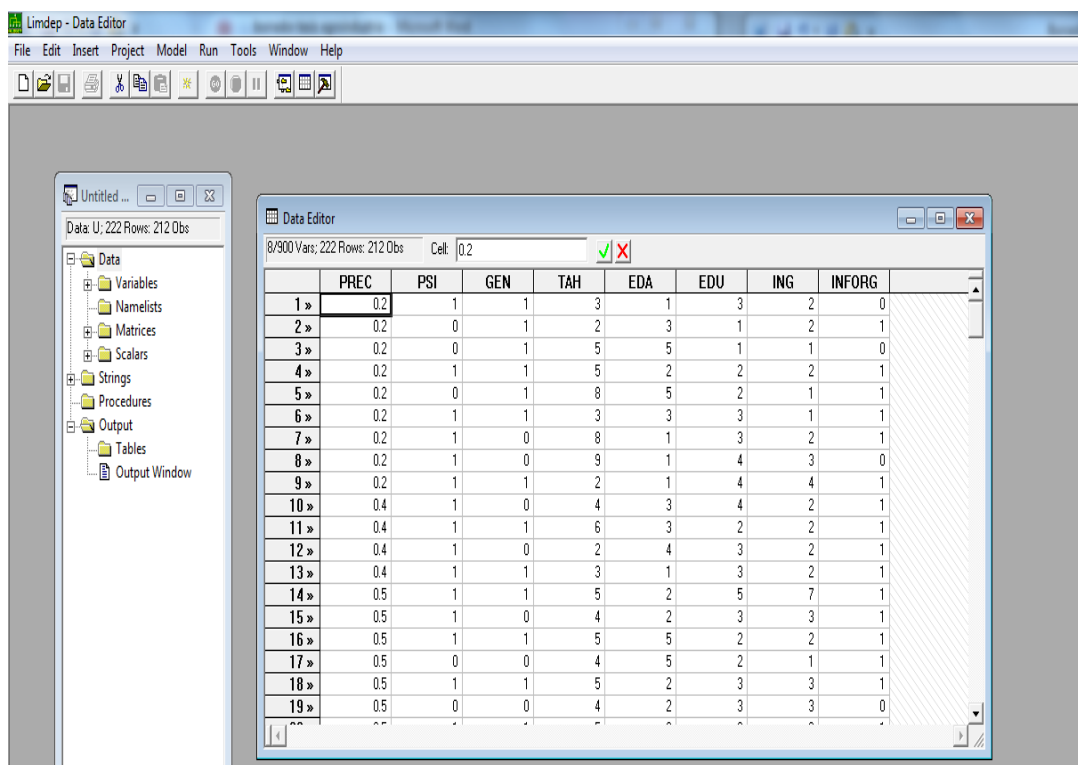 Limdep - Data Editor
File Edit Insert Project Model Run Tools Window Help
Untitled ...
Data: U; 222 Rows: 212 Obs
Data
Variables
Namelists
Matrices
Scalars
Strings
Procedures
Output
Tables
Output Window
Data Editor
8/900 Vars; 222 Rows: 212 Obs Cell: 0.2
PREC PSI GEN TAH EDA EDU ING INFORG
1 » 0.2 1 1 3 1 3 2 0
2 » 0.2 0 1 2 3 1 2 1
3 » 0.2 0 1 5 5 1 1 0
4 » 0.2 1 1 5 2 2 2 1
5 » 0.2 0 1 8 5 2 1 1
6 » 0.2 1 1 3 3 3 1 1
7 » 0.2 1 0 8 1 3 2 1
8 » 0.2 1 0 9 1 4 3 0
9 » 0.2 1 1 2 1 4 4 1
10 » 0.4 1 0 4 3 4 2 1
11 » 0.4 1 1 6 3 2 2 1
12 » 0.4 1 0 2 4 3 2 1
13 » 0.4 1 1 3 1 3 2 1
14 » 0.5 1 1 5 2 5 7 1
15 » 0.5 1 0 4 2 3 3 1
16 » 0.5 1 1 5 5 2 2 1
17 » 0.5 0 0 4 5 2 1 1
18 » 0.5 1 1 5 2 3 3 1
19 » 0.5 0 0 4 2 3 3 0